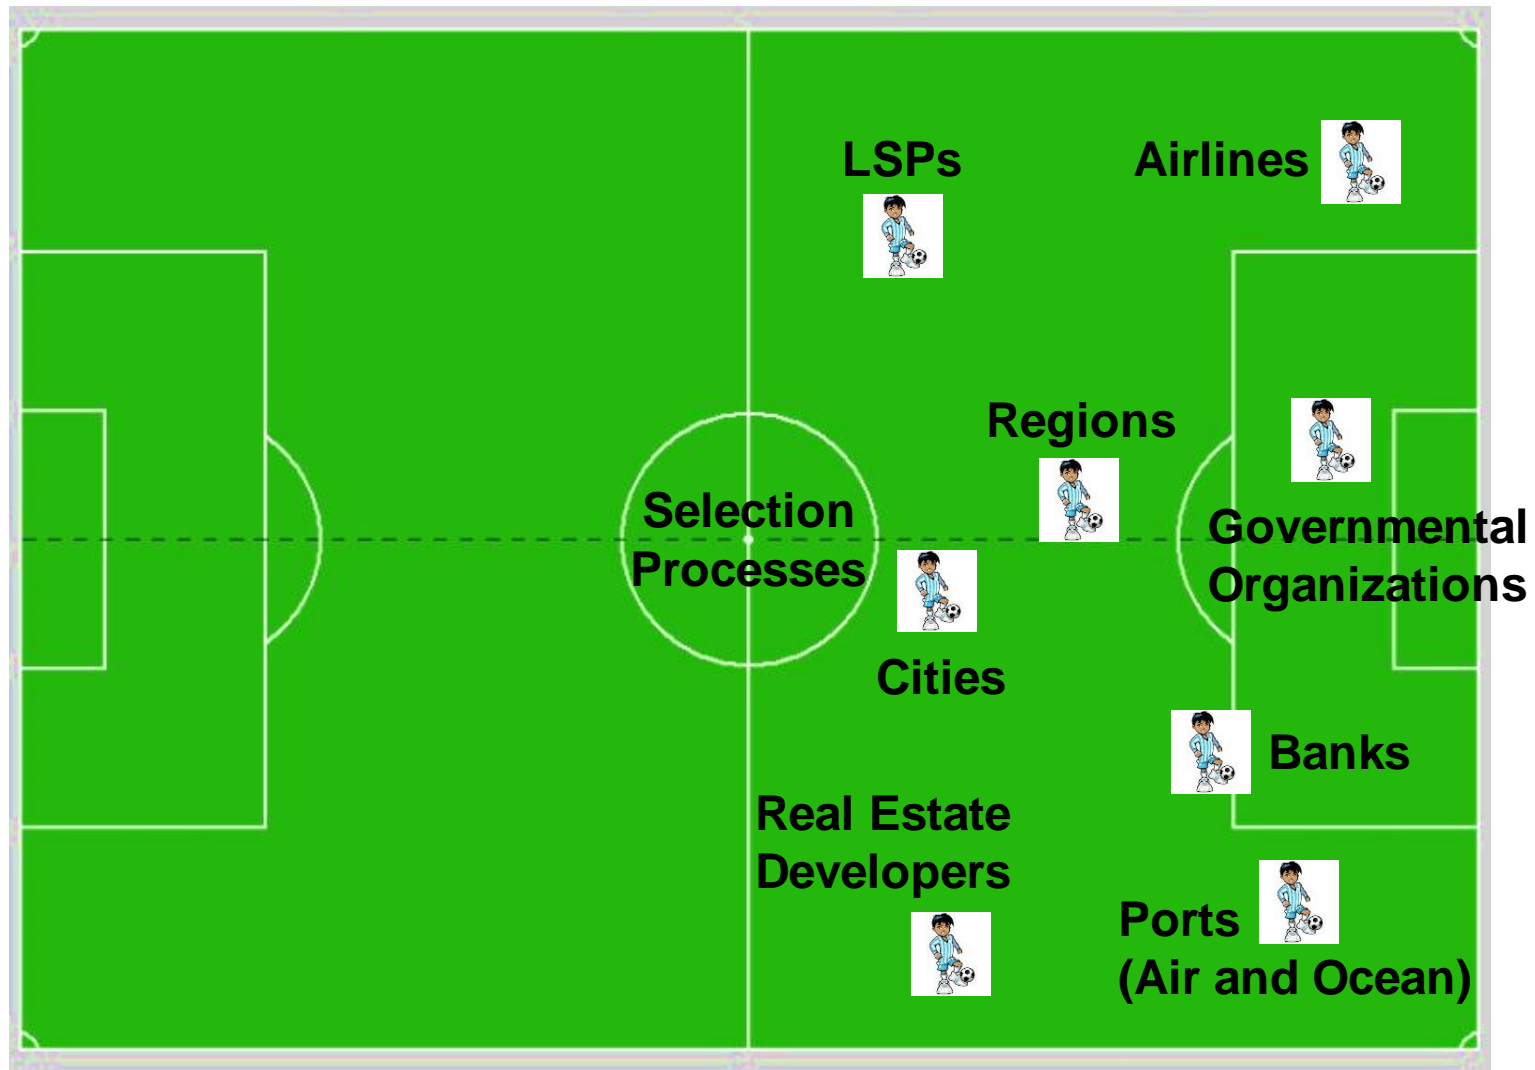 LSPs
Airlines
Regions
Selection
Processes
Governmental
Organizations
Cities
Banks
Real Estate
Developers
Ports
(Air and Ocean)